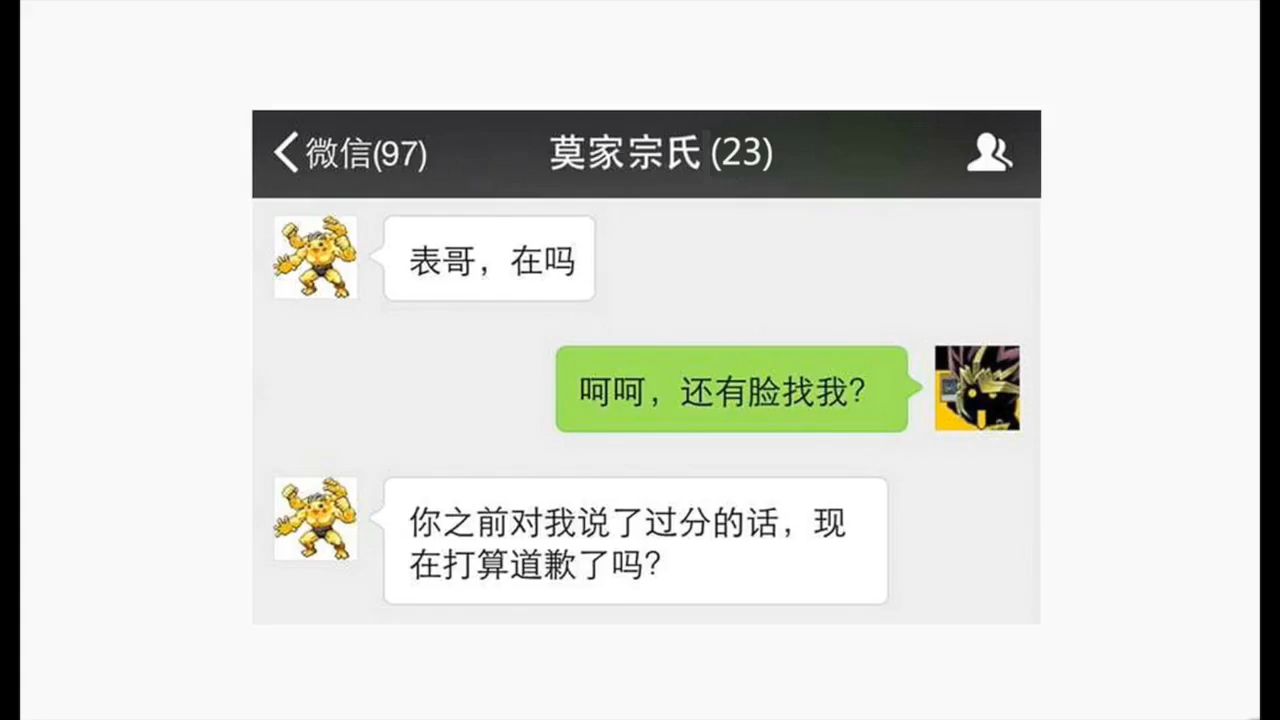 微信(97)
莫家宗氏(23)
表哥，在吗
呵呵，还有脸找我？
你之前对我说了过分的话，现
在打算道歉了吗？